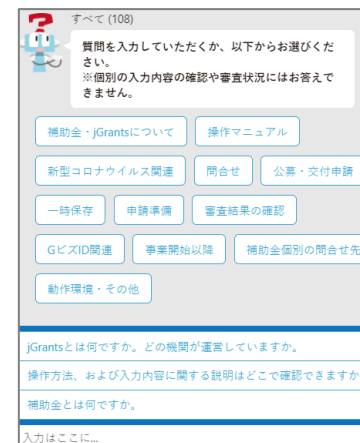 すべて (108)
質問を入力していただくか、以下からお選びくだ
さい。
※個別の入力内容の確認や審査状況にはお答えで
きません。
補助金・jGrantsについて 操作マニュアル
新型コロナウイルス関連 問合せ 公募・交付申請
一時保存 申請準備 審査結果の確認
GビズID関連 事業開始以降 補助金個別の問合せ先
動作環境・その他
jGrantsとは何ですか。どの機関が運営していますか。
操作方法、および入力内容に関する説明はどこで確認できますか
補助金とは何ですか。
入力はここに...